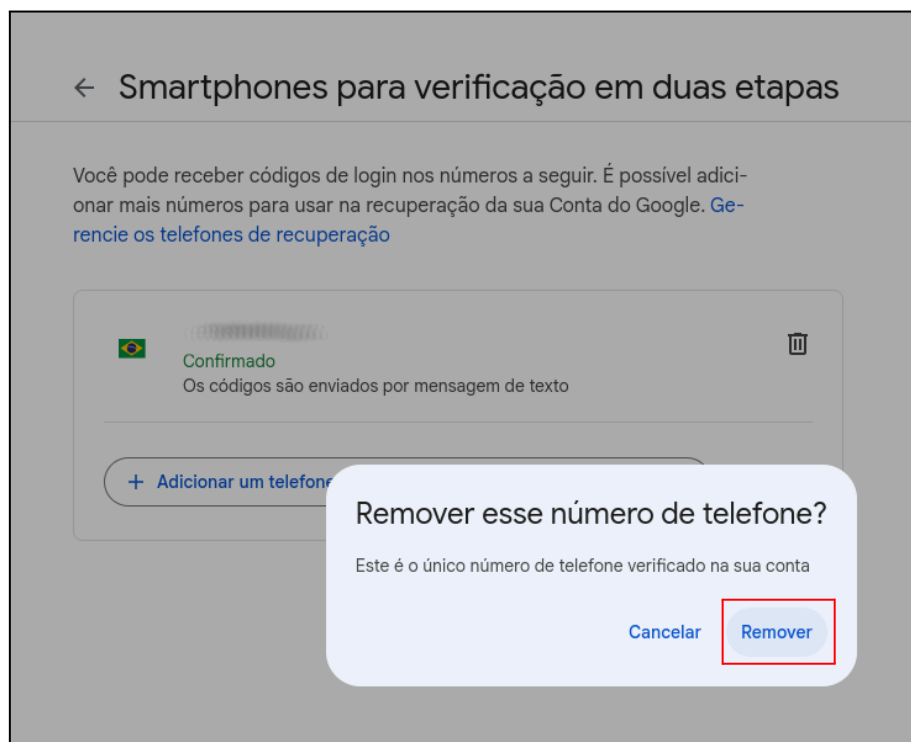 Smartphones para verificação em duas etapas
Você pode receber códigos de login nos números a seguir. É possível adici-
onar mais números para usar na recuperação da sua Conta do Google. Ge-
rencie os telefones de recuperação
Confirmado
Os códigos são enviados por mensagem de texto
+ Adicionar um telefone
Remover esse número de telefone?
Este é o único número de telefone verificado na sua conta
Cancelar Remover